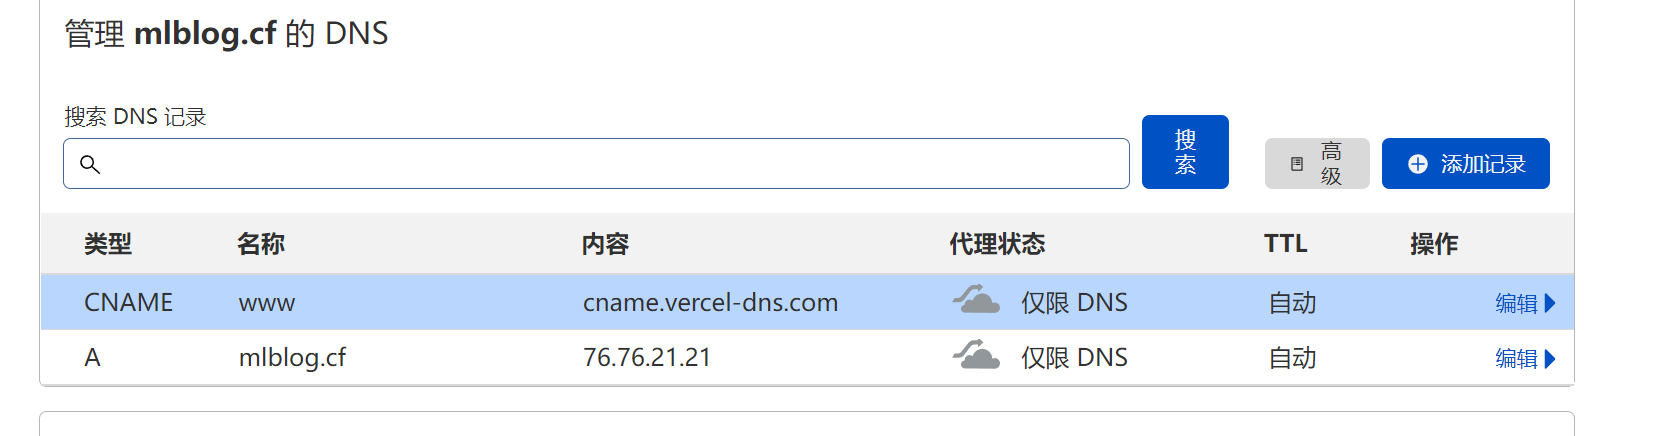 管理 mlblog.cf 的 DNS
搜索 DNS 记录
搜索
高级
添加记录
类型 名称 内容 代理状态 TTL 操作
CNAME www cname.vercel-dns.com 仅限 DNS 自动 编辑
A mlblog.cf 76.76.21.21 仅限 DNS 自动 编辑